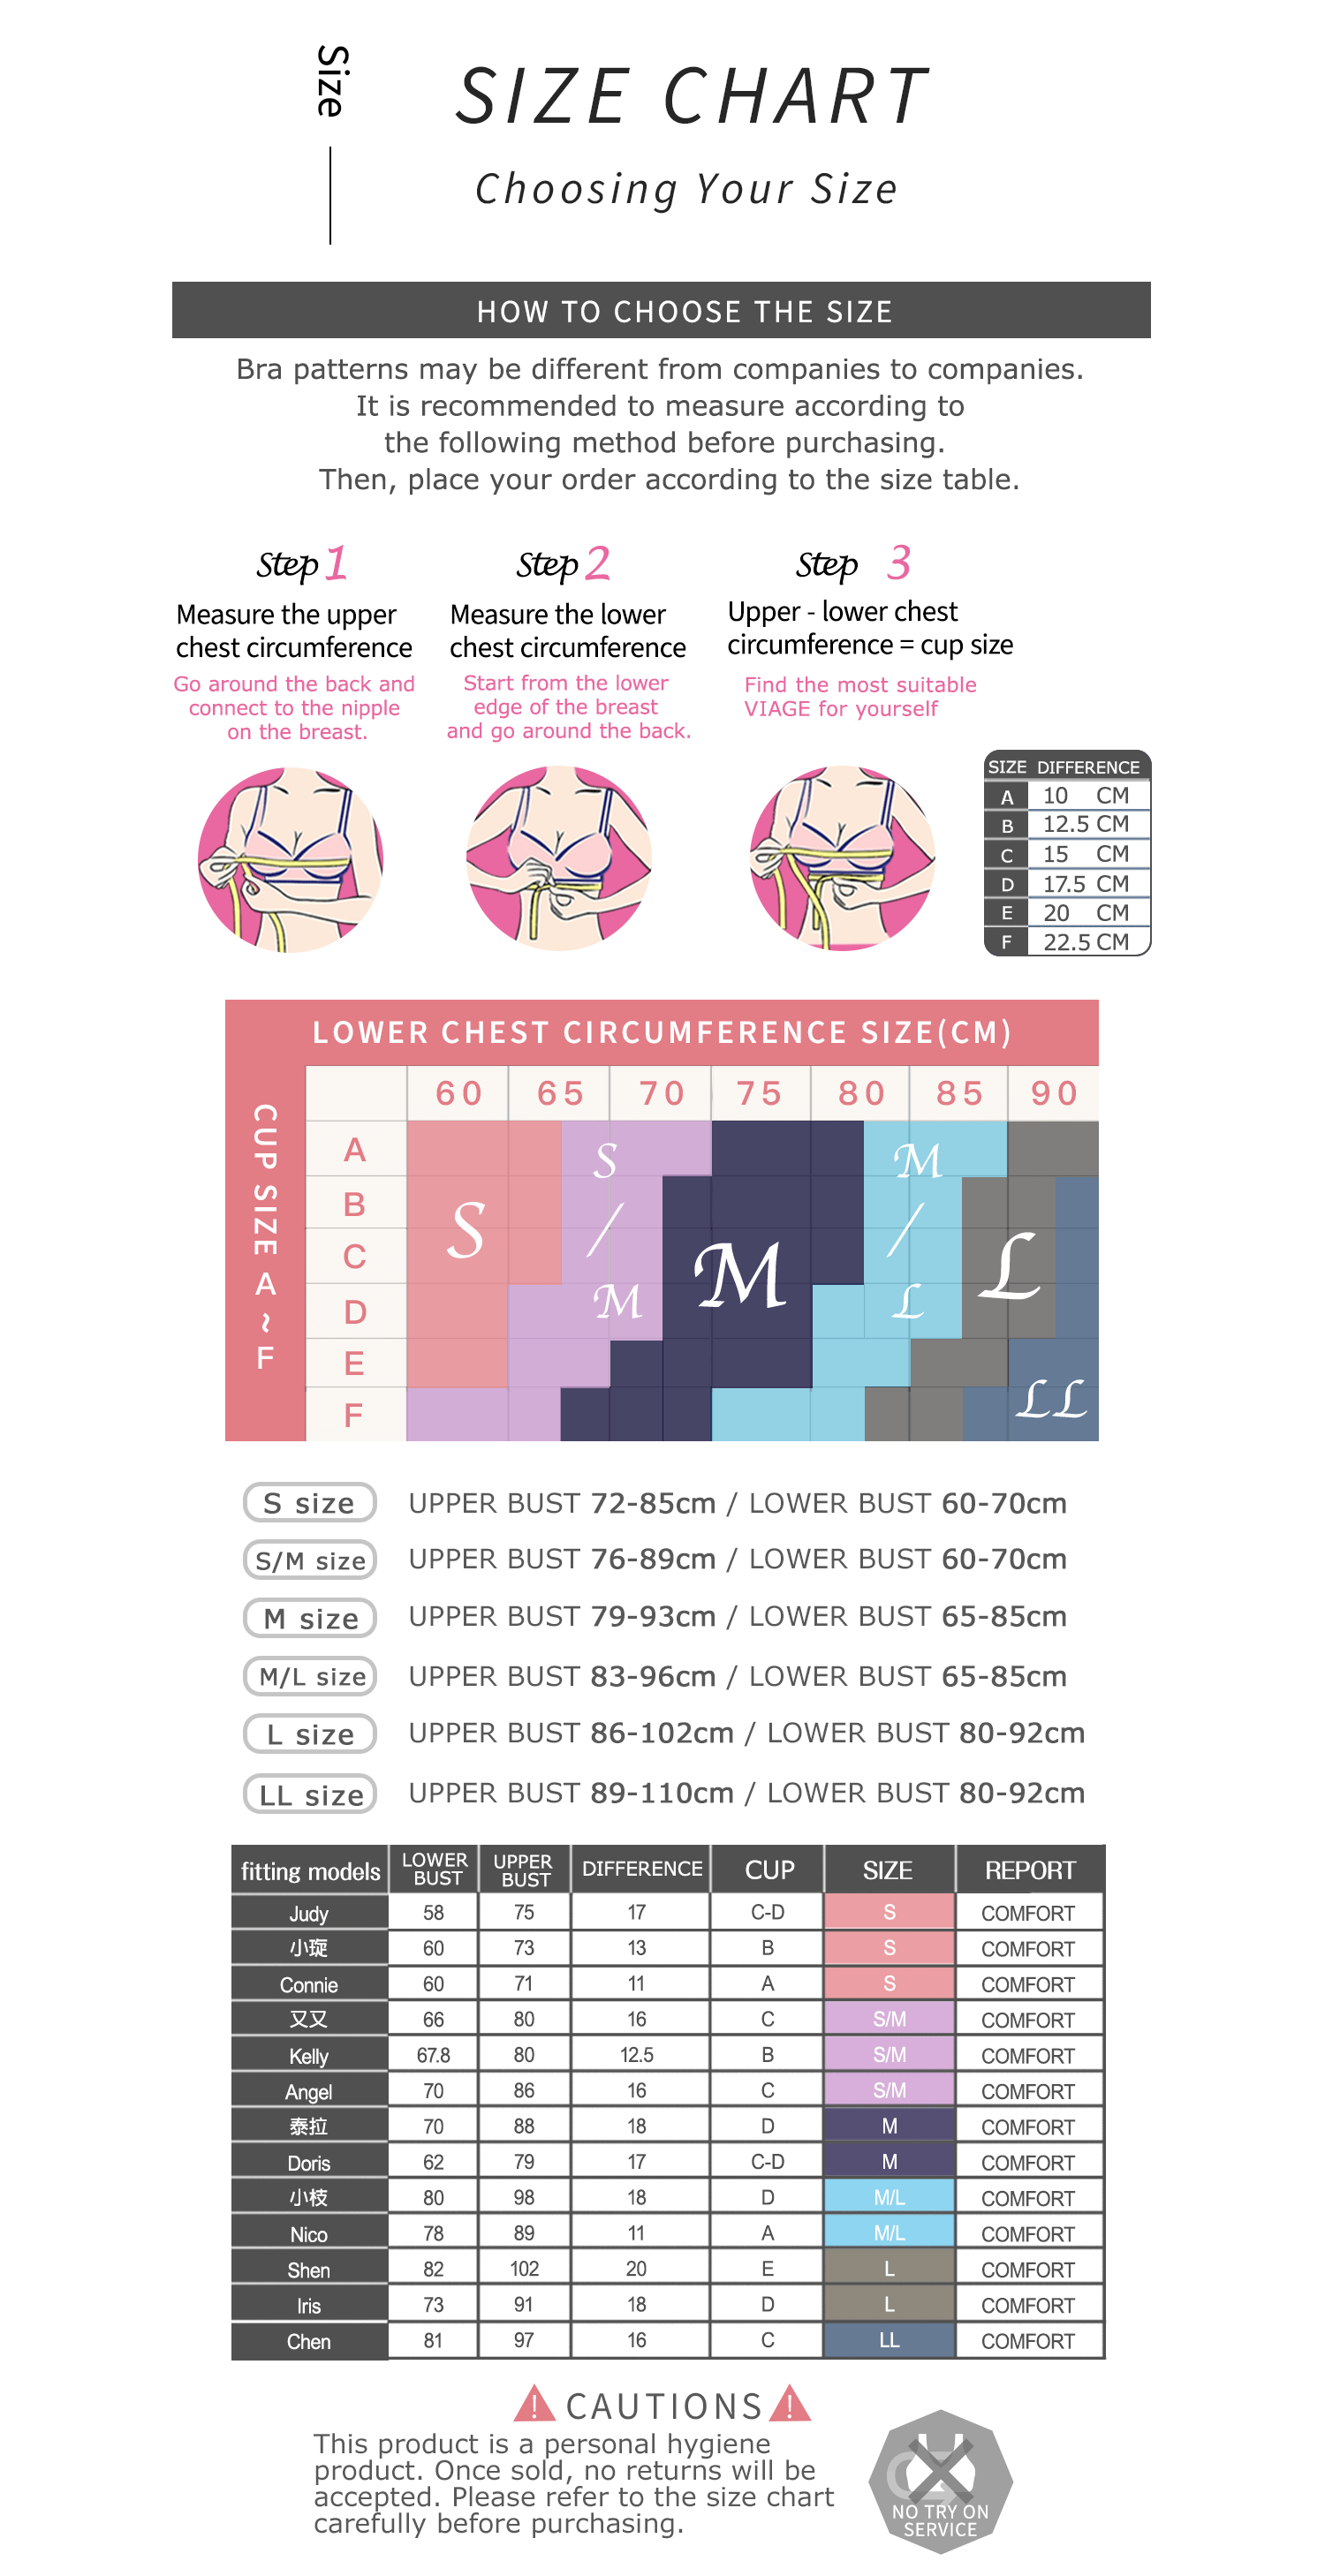 Size
SIZE CHART
Choosing Your Size
HOW TO CHOOSE THE SIZE
Bra patterns may be different from companies to companies.
It is recommended to measure according to
the following method before purchasing.
Then, place your order according to the size table.
Step 1
Measure the upper
chest circumference
Go around the back and
connect to the nipple
on the breast.
Step 2
Measure the lower
chest circumference
Start from the lower
edge of the breast
and go around the back.
Step 3
Upper - lower chest
circumference = cup size
Find the most suitable
VIAGE for yourself
SIZE DIFFERENCE
A 10 CM
B 12.5 CM
C 15 CM
D 17.5 CM
E 20 CM
F 22.5 CM
LOWER CHEST CIRCUMFERENCE SIZE(CM)
CUP SIZE A~F
60 65 70 75 80 85 90
A
B
C
D
E
F
S
S/M
M
M/L
L
LL
S size UPPER BUST 72-85cm / LOWER BUST 60-70cm
S/M size UPPER BUST 76-89cm / LOWER BUST 60-70cm
M size UPPER BUST 79-93cm / LOWER BUST 65-85cm
M/L size UPPER BUST 83-96cm / LOWER BUST 65-85cm
L size UPPER BUST 86-102cm / LOWER BUST 80-92cm
LL size UPPER BUST 89-110cm / LOWER BUST 80-92cm
fitting models LOWER BUST UPPER BUST DIFFERENCE CUP SIZE REPORT
Judy 58 75 17 C-D S COMFORT
小琁 60 73 13 B S COMFORT
Connie 60 71 11 A S COMFORT
又又 66 80 16 C S/M COMFORT
Kelly 67.8 80 12.5 B S/M COMFORT
Angel 70 86 16 C S/M COMFORT
泰拉 70 88 18 D M COMFORT
Doris 62 79 17 C-D M COMFORT
小枝 80 98 18 D M/L COMFORT
Nico 78 89 11 A M/L COMFORT
Shen 82 102 20 E L COMFORT
Iris 73 91 18 D L COMFORT
Chen 81 97 16 C LL COMFORT
! CAUTIONS !
This product is a personal hygiene
product. Once sold, no returns will be
accepted. Please refer to the size chart
carefully before purchasing.
NO TRY ON
SERVICE